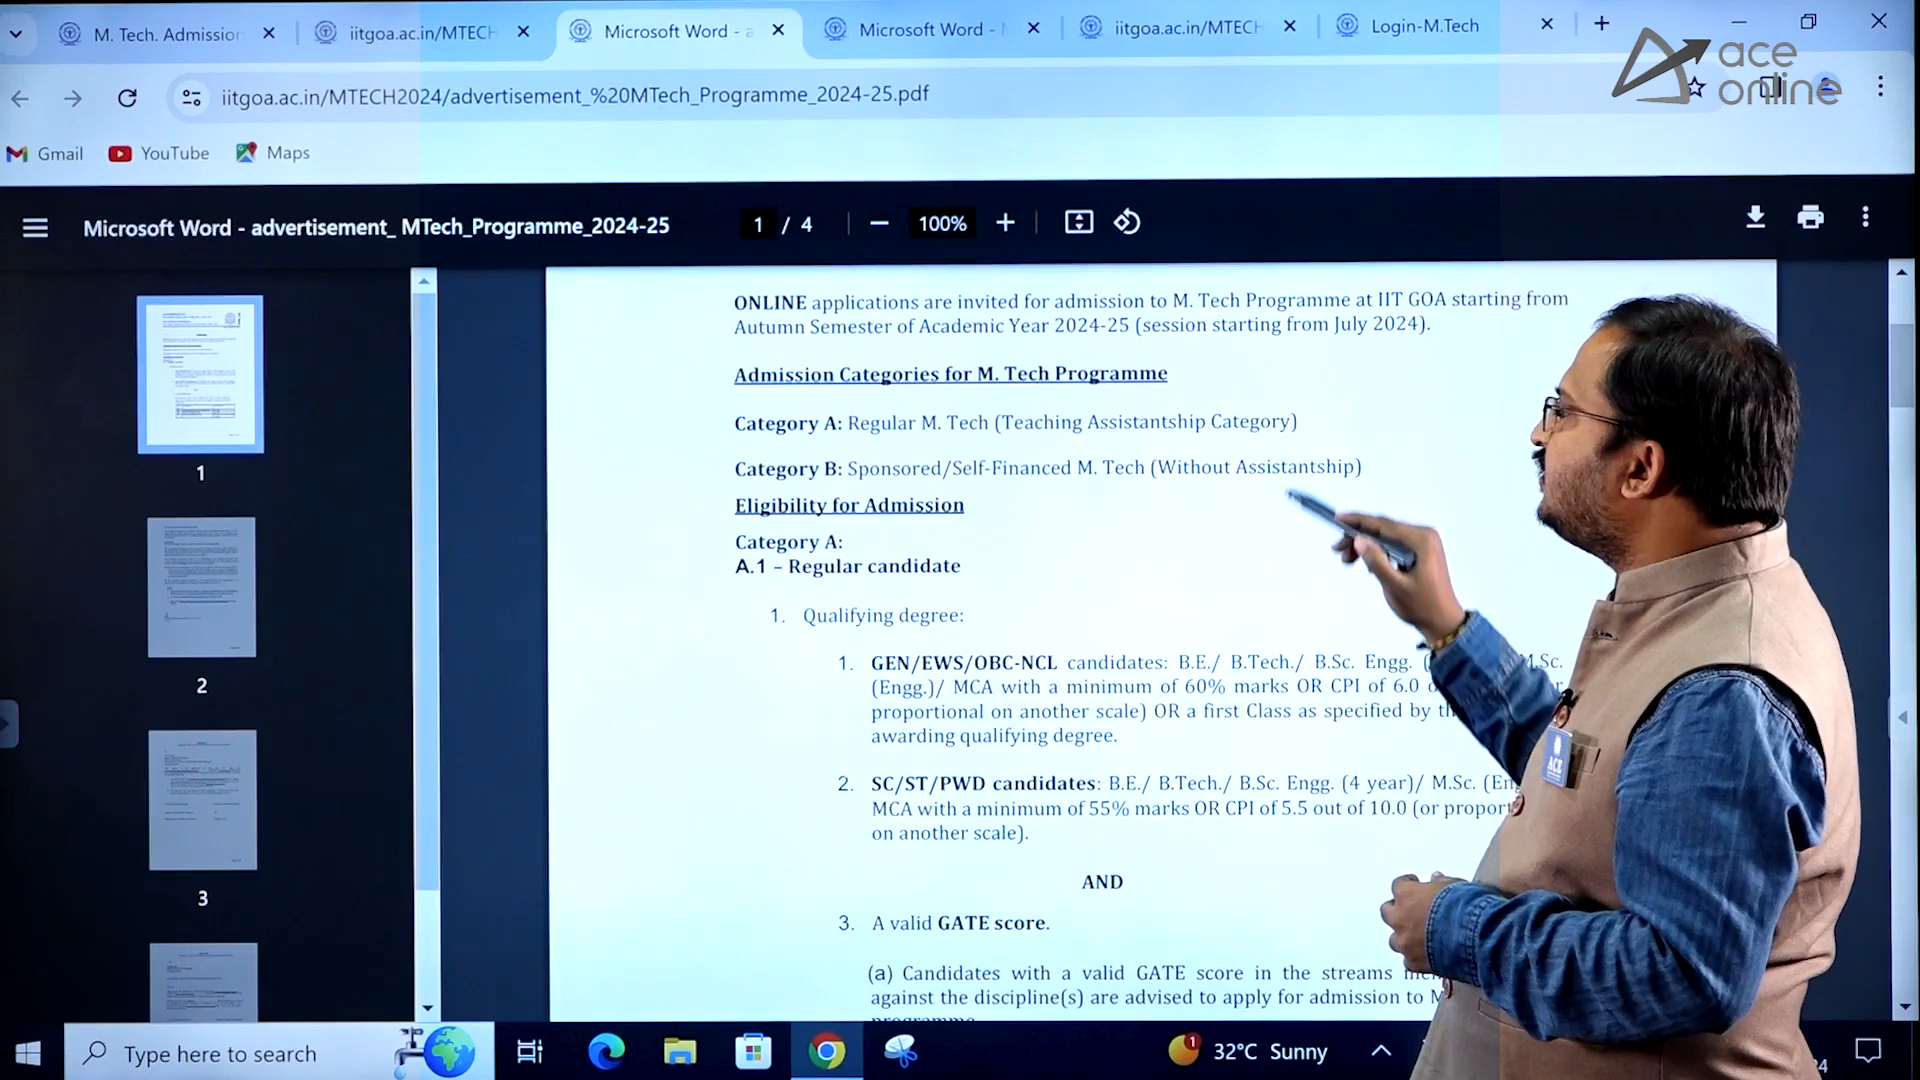 M. Tech. Admission
iitgoa.ac.in/MTECH
Microsoft Word - a
Microsoft Word -
iitgoa.ac.in/MTECH
Login-M.Tech
ace
online
iitgoa.ac.in/MTECH2024/advertisement_%20MTech_Programme_2024-25.pdf
Gmail
YouTube
Maps
Microsoft Word - advertisement_ MTech_Programme_2024-25
1 / 4
100%
ONLINE applications are invited for admission to M. Tech Programme at IIT GOA starting from
Autumn Semester of Academic Year 2024-25 (session starting from July 2024).
Admission Categories for M. Tech Programme
Category A: Regular M. Tech (Teaching Assistantship Category)
Category B: Sponsored/Self-Financed M. Tech (Without Assistantship)
Eligibility for Admission
Category A:
A.1 – Regular candidate
1. Qualifying degree:
1. GEN/EWS/OBC-NCL candidates: B.E./ B.Tech./ B.Sc. Engg. ( M.Sc.
(Engg.)/ MCA with a minimum of 60% marks OR CPI of 6.0
proportional on another scale) OR a first Class as specified by
awarding qualifying degree.
2. SC/ST/PWD candidates: B.E./ B.Tech./ B.Sc. Engg. (4 year)/ M.Sc.
MCA with a minimum of 55% marks OR CPI of 5.5 out of 10.0 (or
on another scale).
AND
3. A valid GATE score.
(a) Candidates with a valid GATE score in the streams
against the discipline(s) are advised to apply for admission to
programme
1
2
3
ACE
Type here to search
1
32°C Sunny